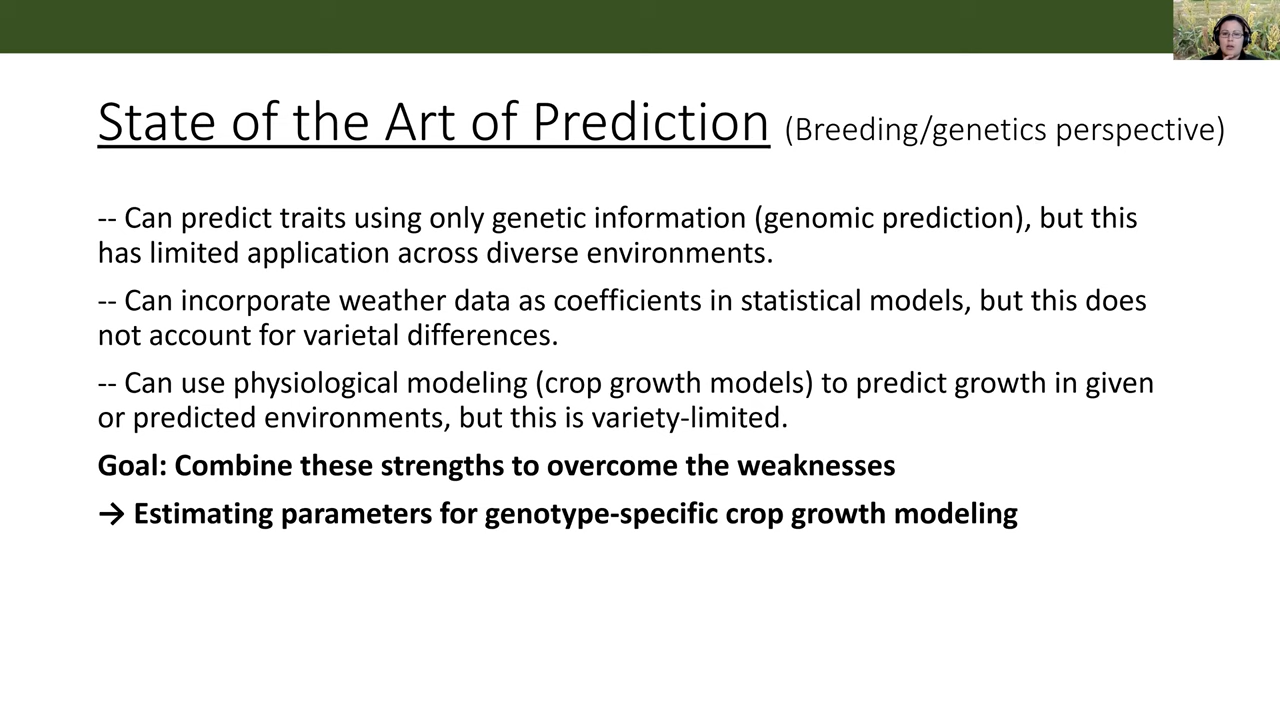 State of the Art of Prediction (Breeding/genetics perspective)
-- Can predict traits using only genetic information (genomic prediction), but this
has limited application across diverse environments.
-- Can incorporate weather data as coefficients in statistical models, but this does
not account for varietal differences.
-- Can use physiological modeling (crop growth models) to predict growth in given
or predicted environments, but this is variety-limited.
Goal: Combine these strengths to overcome the weaknesses
→ Estimating parameters for genotype-specific crop growth modeling